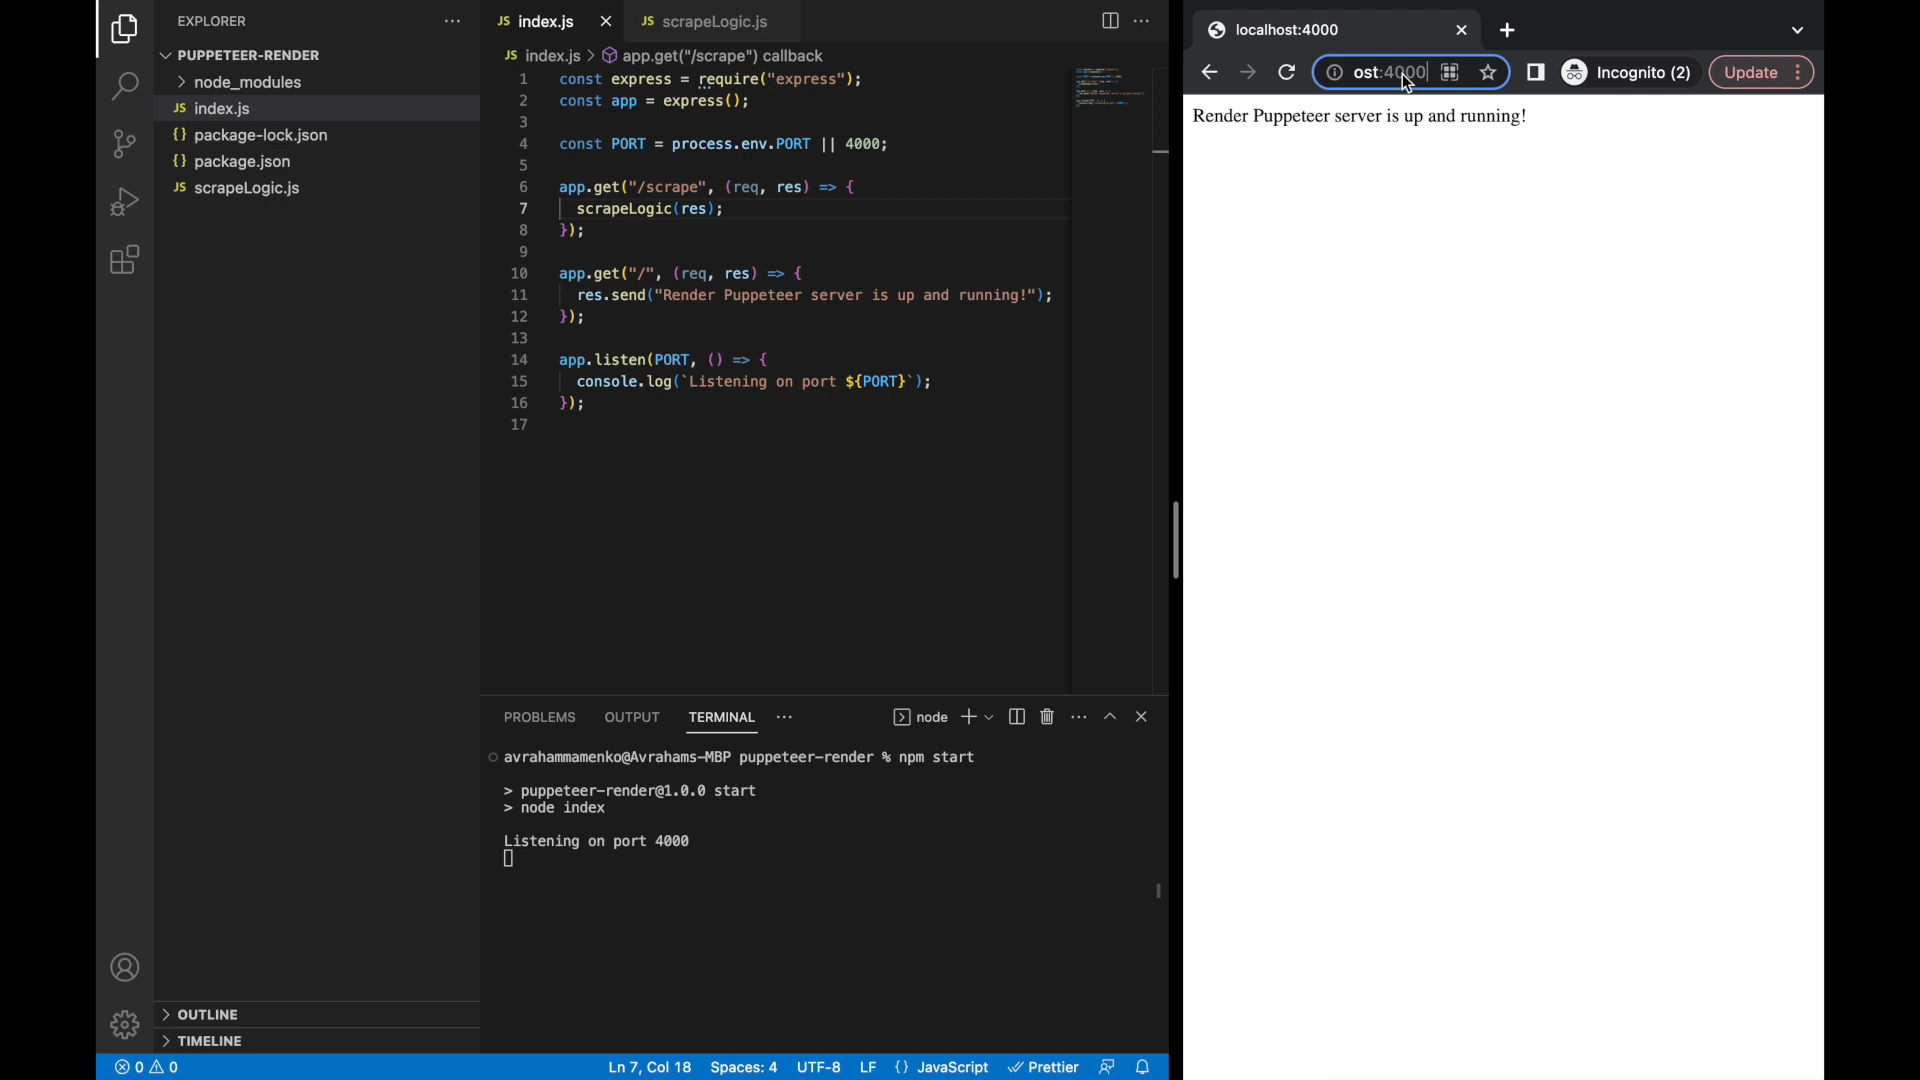 EXPLORER
PUPPETEER-RENDER
node_modules
JS index.js
{} package-lock.json
{} package.json
JS scrapeLogic.js
OUTLINE
TIMELINE
JS index.js
JS scrapeLogic.js
JS index.js > app.get("/scrape") callback
1 const express = require("express");
2 const app = express();
3
4 const PORT = process.env.PORT || 4000;
5
6 app.get("/scrape", (req, res) => {
7 scrapeLogic(res);
8 });
9
10 app.get("/", (req, res) => {
11 res.send("Render Puppeteer server is up and running!");
12 });
13
14 app.listen(PORT, () => {
15 console.log(`Listening on port ${PORT}`);
16 });
17
PROBLEMS OUTPUT TERMINAL node
avrahammamenko@Avrahams-MBP puppeteer-render % npm start
> puppeteer-render@1.0.0 start
> node index
Listening on port 4000
0 0 Ln 7, Col 18 Spaces: 4 UTF-8 LF {} JavaScript Prettier
localhost:4000
ost:4000 Incognito (2) Update
Render Puppeteer server is up and running!